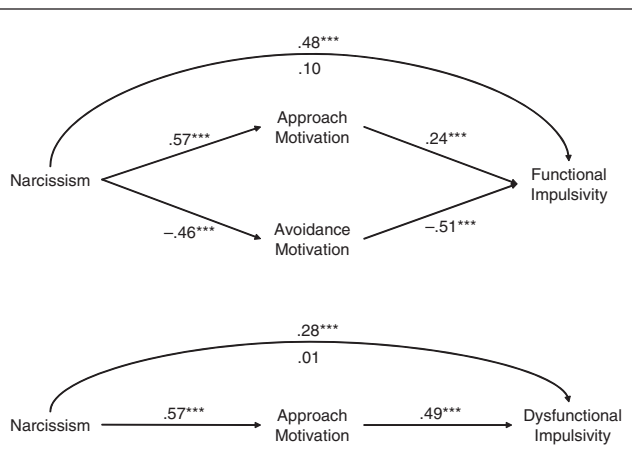 .48***
.10
Approach
Motivation
.57***
.24***
Narcissism
Functional
Impulsivity
–.46***
Avoidance
Motivation
–.51***
.28***
.01
Narcissism
.57***
Approach
Motivation
.49***
Dysfunctional
Impulsivity